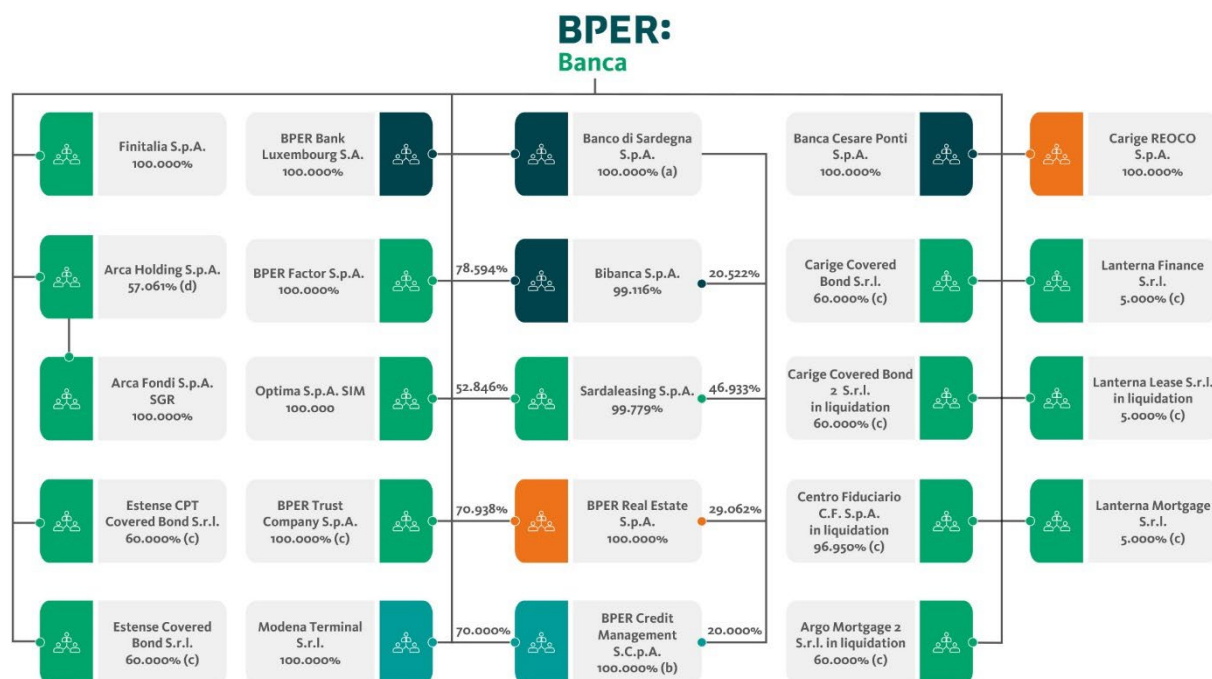 BPER:
Banca
Finitalia S.p.A.
100.000%
BPER Bank
Luxembourg S.A.
100.000%
Banco di Sardegna
S.p.A.
100.000% (a)
Banca Cesare Ponti
S.p.A.
100.000%
Carige REOCO
S.p.A.
100.000%
Arca Holding S.p.A.
57.061% (d)
BPER Factor S.p.A.
100.000%
78.594%
Bibanca S.p.A.
99.116%
20.522%
Carige Covered
Bond S.r.l.
60.000% (c)
Lanterna Finance
S.r.l.
5.000% (c)
Arca Fondi S.p.A.
SGR
100.000%
Optima S.p.A. SIM
100.000
52.846%
Sardaleasing S.p.A.
99.779%
46.933%
Carige Covered Bond
2 S.r.l.
in liquidation
60.000% (c)
Lanterna Lease S.r.l.
in liquidation
5.000% (c)
Estense CPT
Covered Bond S.r.l.
60.000% (c)
BPER Trust
Company S.p.A.
100.000% (c)
70.938%
BPER Real Estate
S.p.A.
100.000%
29.062%
Centro Fiduciario
C.F. S.p.A.
in liquidation
96.950% (c)
Lanterna Mortgage
S.r.l.
5.000% (c)
Estense Covered
Bond S.r.l.
60.000% (c)
Modena Terminal
S.r.l.
100.000%
70.000%
BPER Credit
Management
S.C.p.A.
100.000% (b)
20.000%
Argo Mortgage 2
S.r.l. in liquidation
60.000% (c)